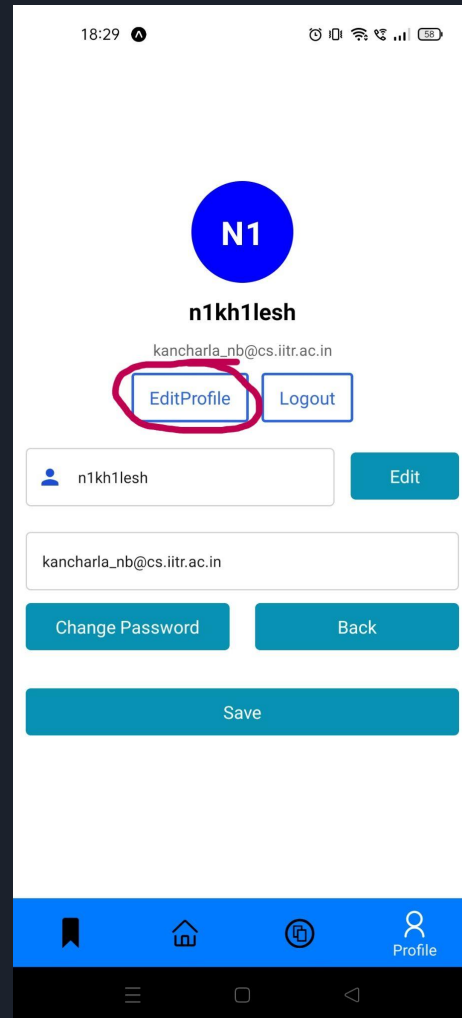 18:29
58
N1
n1kh1lesh
kancharla_nb@cs.iitr.ac.in
EditProfile Logout
n1kh1lesh Edit
kancharla_nb@cs.iitr.ac.in
Change Password Back
Save
Profile